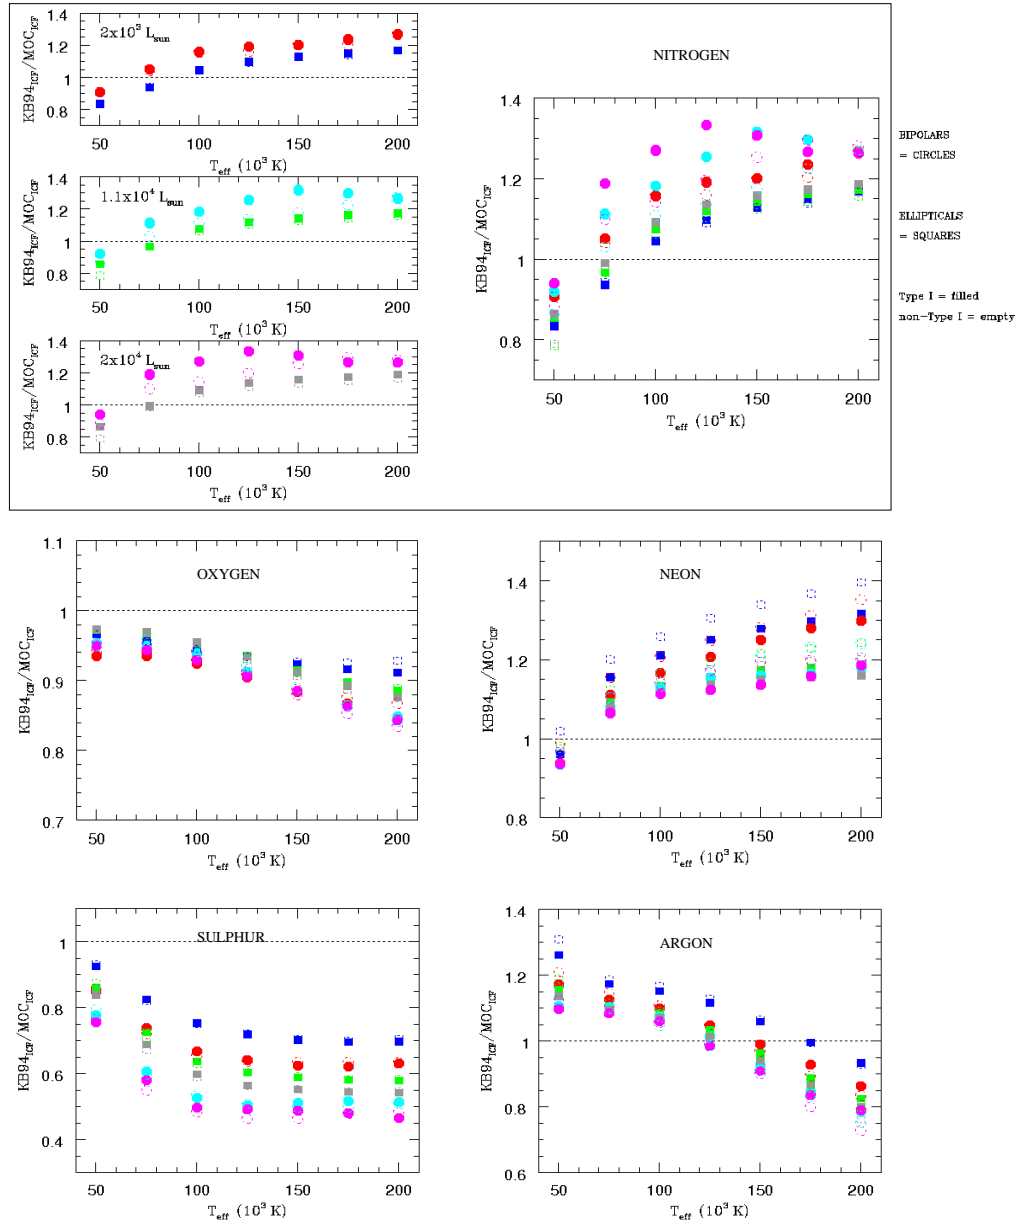 2x10³ L_sun
KB94_ICF/MOC_ICF
1.4
1.2
1
0.8
50 100 150 200
T_eff (10³ K)
1.1x10⁴ L_sun
KB94_ICF/MOC_ICF
1.4
1.2
1
0.8
50 100 150 200
T_eff (10³ K)
2x10⁴ L_sun
KB94_ICF/MOC_ICF
1.4
1.2
1
0.8
50 100 150 200
T_eff (10³ K)
NITROGEN
KB94_ICF/MOC_ICF
1.4
1.2
1
0.8
50 100 150 200
T_eff (10³ K)
BIPOLARS
= CIRCLES
ELLIPTICALS
= SQUARES
Type I = filled
non-Type I = empty
OXYGEN
KB94_ICF/MOC_ICF
1.1
1
0.9
0.8
0.7
50 100 150 200
T_eff (10³ K)
NEON
KB94_ICF/MOC_ICF
1.4
1.2
1
0.8
50 100 150 200
T_eff (10³ K)
SULPHUR
KB94_ICF/MOC_ICF
1
0.8
0.6
0.4
50 100 150 200
T_eff (10³ K)
ARGON
KB94_ICF/MOC_ICF
1.4
1.2
1
0.8
0.6
50 100 150 200
T_eff (10³ K)